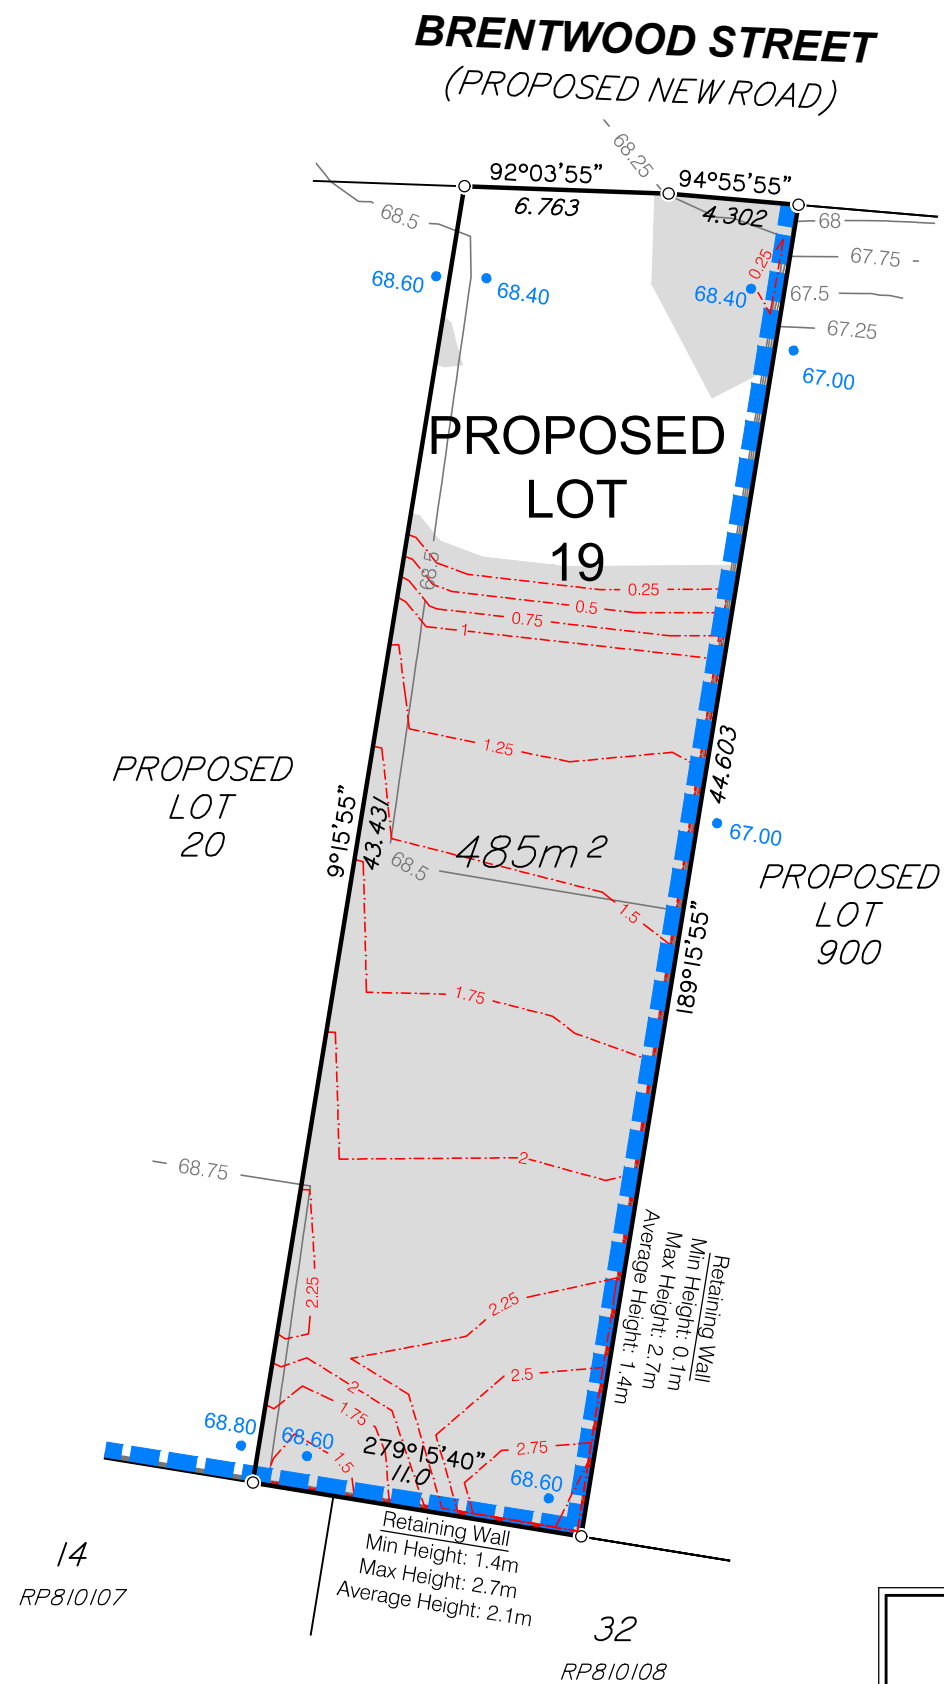 BRENTWOOD STREET
(PROPOSED NEW ROAD)
68.25
92°03'55"
94°55'55"
6.763
4.302
68.5
68
67.75
0.25
68.60
68.40
68.40
67.5
67.25
67.00
PROPOSED
LOT
19
68.5
0.25
0.5
0.75
1
1.25
44.603
PROPOSED
LOT
20
9°15'55"
43.431
67.00
485m²
68.5
PROPOSED
LOT
900
1.5
189°15'55"
1.75
2
68.75
2.25
2.25
Retaining Wall
Min Height: 0.1m
Max Height: 2.7m
Average Height: 1.4m
2.5
2
1.75
68.80
68.60
1.5
279°15'40"
11.0
2.75
68.60
Retaining Wall
Min Height: 1.4m
Max Height: 2.7m
Average Height: 2.1m
14
RP810107
32
RP810108